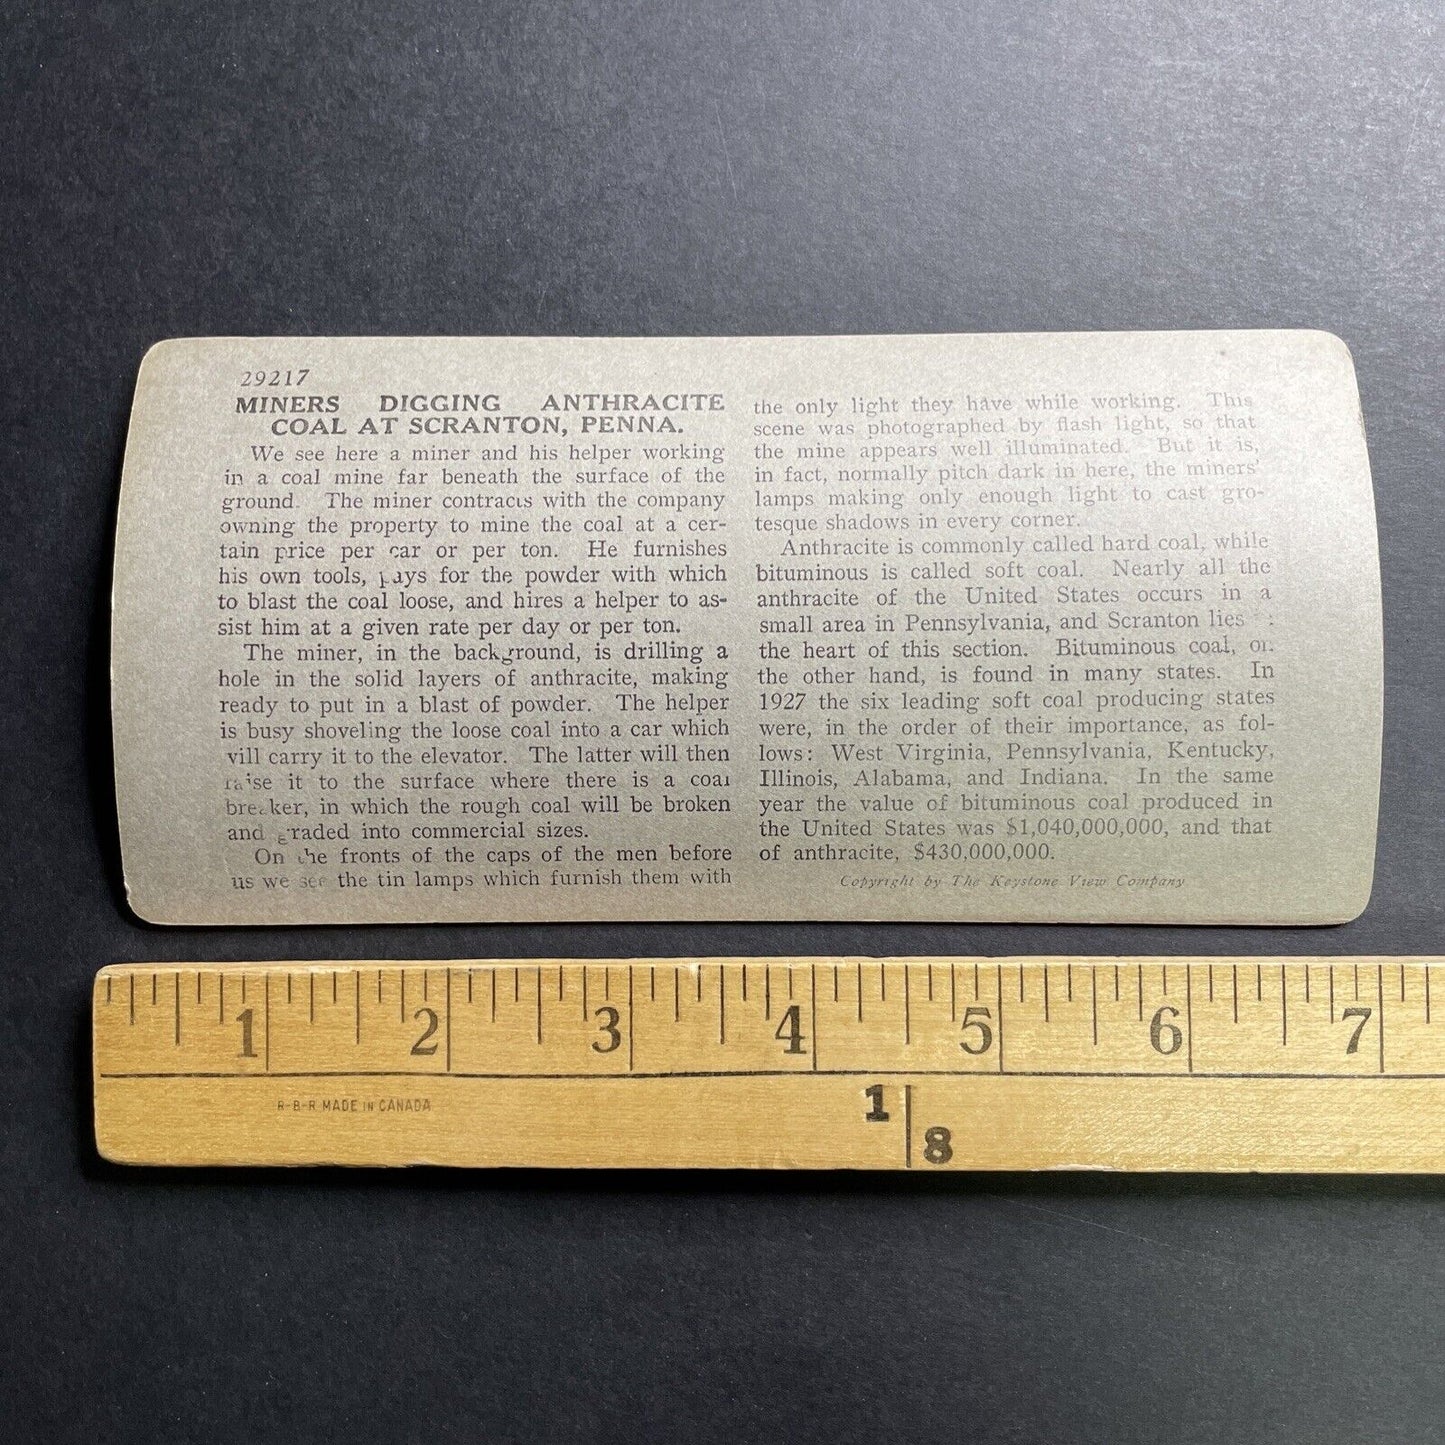 29217
MINERS DIGGING ANTHRACITE
COAL AT SCRANTON, PENNA.
We see here a miner and his helper working
in a coal mine far beneath the surface of the
ground. The miner contracts with the company
owning the property to mine the coal at a cer-
tain price per car or per ton. He furnishes
his own tools, pays for the powder with which
to blast the coal loose, and hires a helper to as-
sist him at a given rate per day or per ton.
The miner, in the background, is drilling a
hole in the solid layers of anthracite, making
ready to put in a blast of powder. The helper
is busy shoveling the loose coal into a car which
will carry it to the elevator. The latter will then
raise it to the surface where there is a coal
breaker, in which the rough coal will be broken
and graded into commercial sizes.
On the fronts of the caps of the men before
us we see the tin lamps which furnish them with
the only light they have while working. This
scene was photographed by flash light, so that
the mine appears well illuminated. But it is,
in fact, normally pitch dark in here, the miners'
lamps making only enough light to cast gro-
tesque shadows in every corner.
Anthracite is commonly called hard coal, while
bituminous is called soft coal. Nearly all the
anthracite of the United States occurs in a
small area in Pennsylvania, and Scranton lies
the heart of this section. Bituminous coal, on
the other hand, is found in many states. In
1927 the six leading soft coal producing states
were, in the order of their importance, as fol-
lows: West Virginia, Pennsylvania, Kentucky,
Illinois, Alabama, and Indiana. In the same
year the value of bituminous coal produced in
the United States was $1,040,000,000, and that
of anthracite, $430,000,000.
Copyright by The Keystone View Company
1 2 3 4 5 6 7
R-B-R MADE IN CANADA
1 8